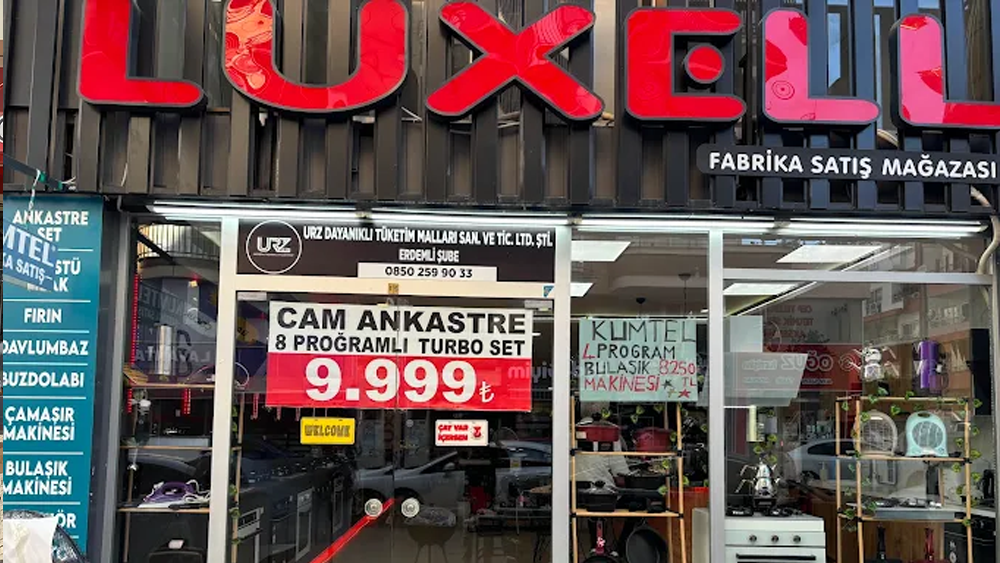 LUXELL
FABRİKA SATIŞ MAĞAZASI
URZ
URZ DAYANIKLI TÜKETİM MALLARI SAN. VE TİC. LTD. ŞTİ.
ERDEMLİ ŞUBE
0850 259 90 33
CAM ANKASTRE
8 PROĞRAMLI TURBO SET
9.999₺
WELCOME
ÇAY VAR
İÇERSEN
KUMTEL
4 PROGRAM
BULAŞIK 8250
MAKİNESİ TL
ANKASTRE
SET
FIRIN
DAVLUMBAZ
BUZDOLABI
ÇAMAŞIR
MAKİNESİ
BULAŞIK
MAKİNESİ